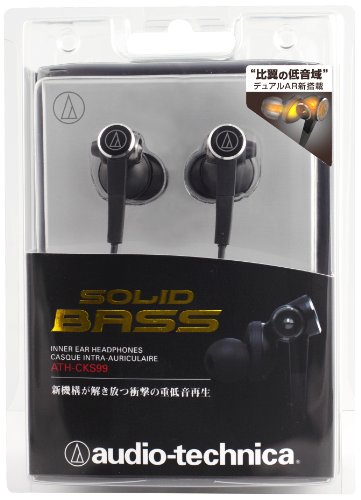 “比翼の低音域”
デュアルAR新搭載
SOLID
BASS
INNER EAR HEADPHONES
CASQUE INTRA-AURICULAIRE
ATH-CKS99
新機構が解き放つ衝撃の重低音再生
audio-technica